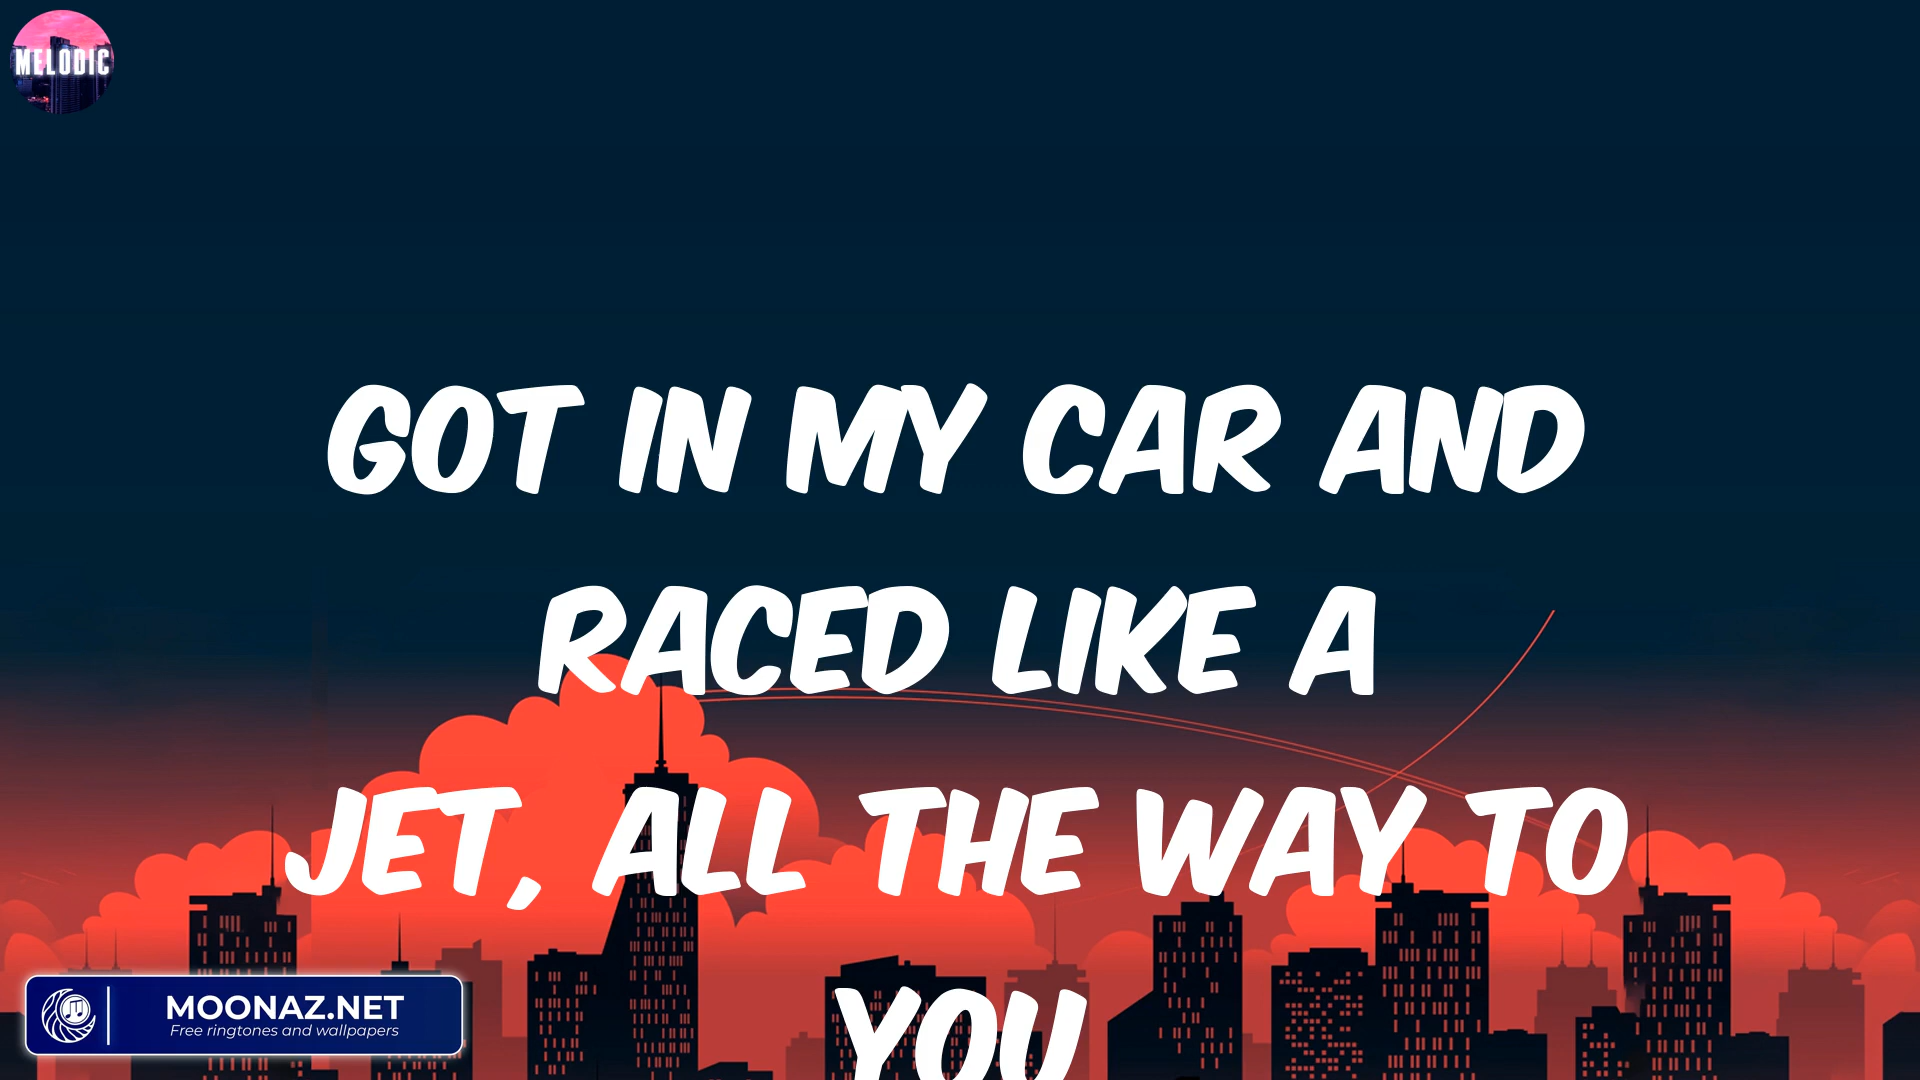 MELODIC
GOT IN MY CAR AND
RACED LIKE A
JET, ALL THE WAY TO
YOU
MOONAZ.NET
Free ringtones and wallpapers